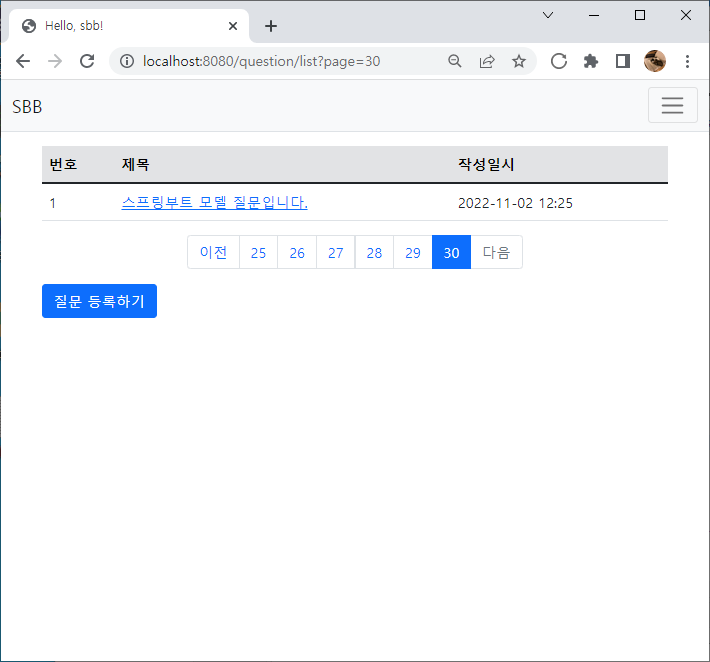 Hello, sbb!
localhost:8080/question/list?page=30
SBB
번호 제목 작성일시
1 스프링부트 모델 질문입니다. 2022-11-02 12:25
이전 25 26 27 28 29 30 다음
질문 등록하기